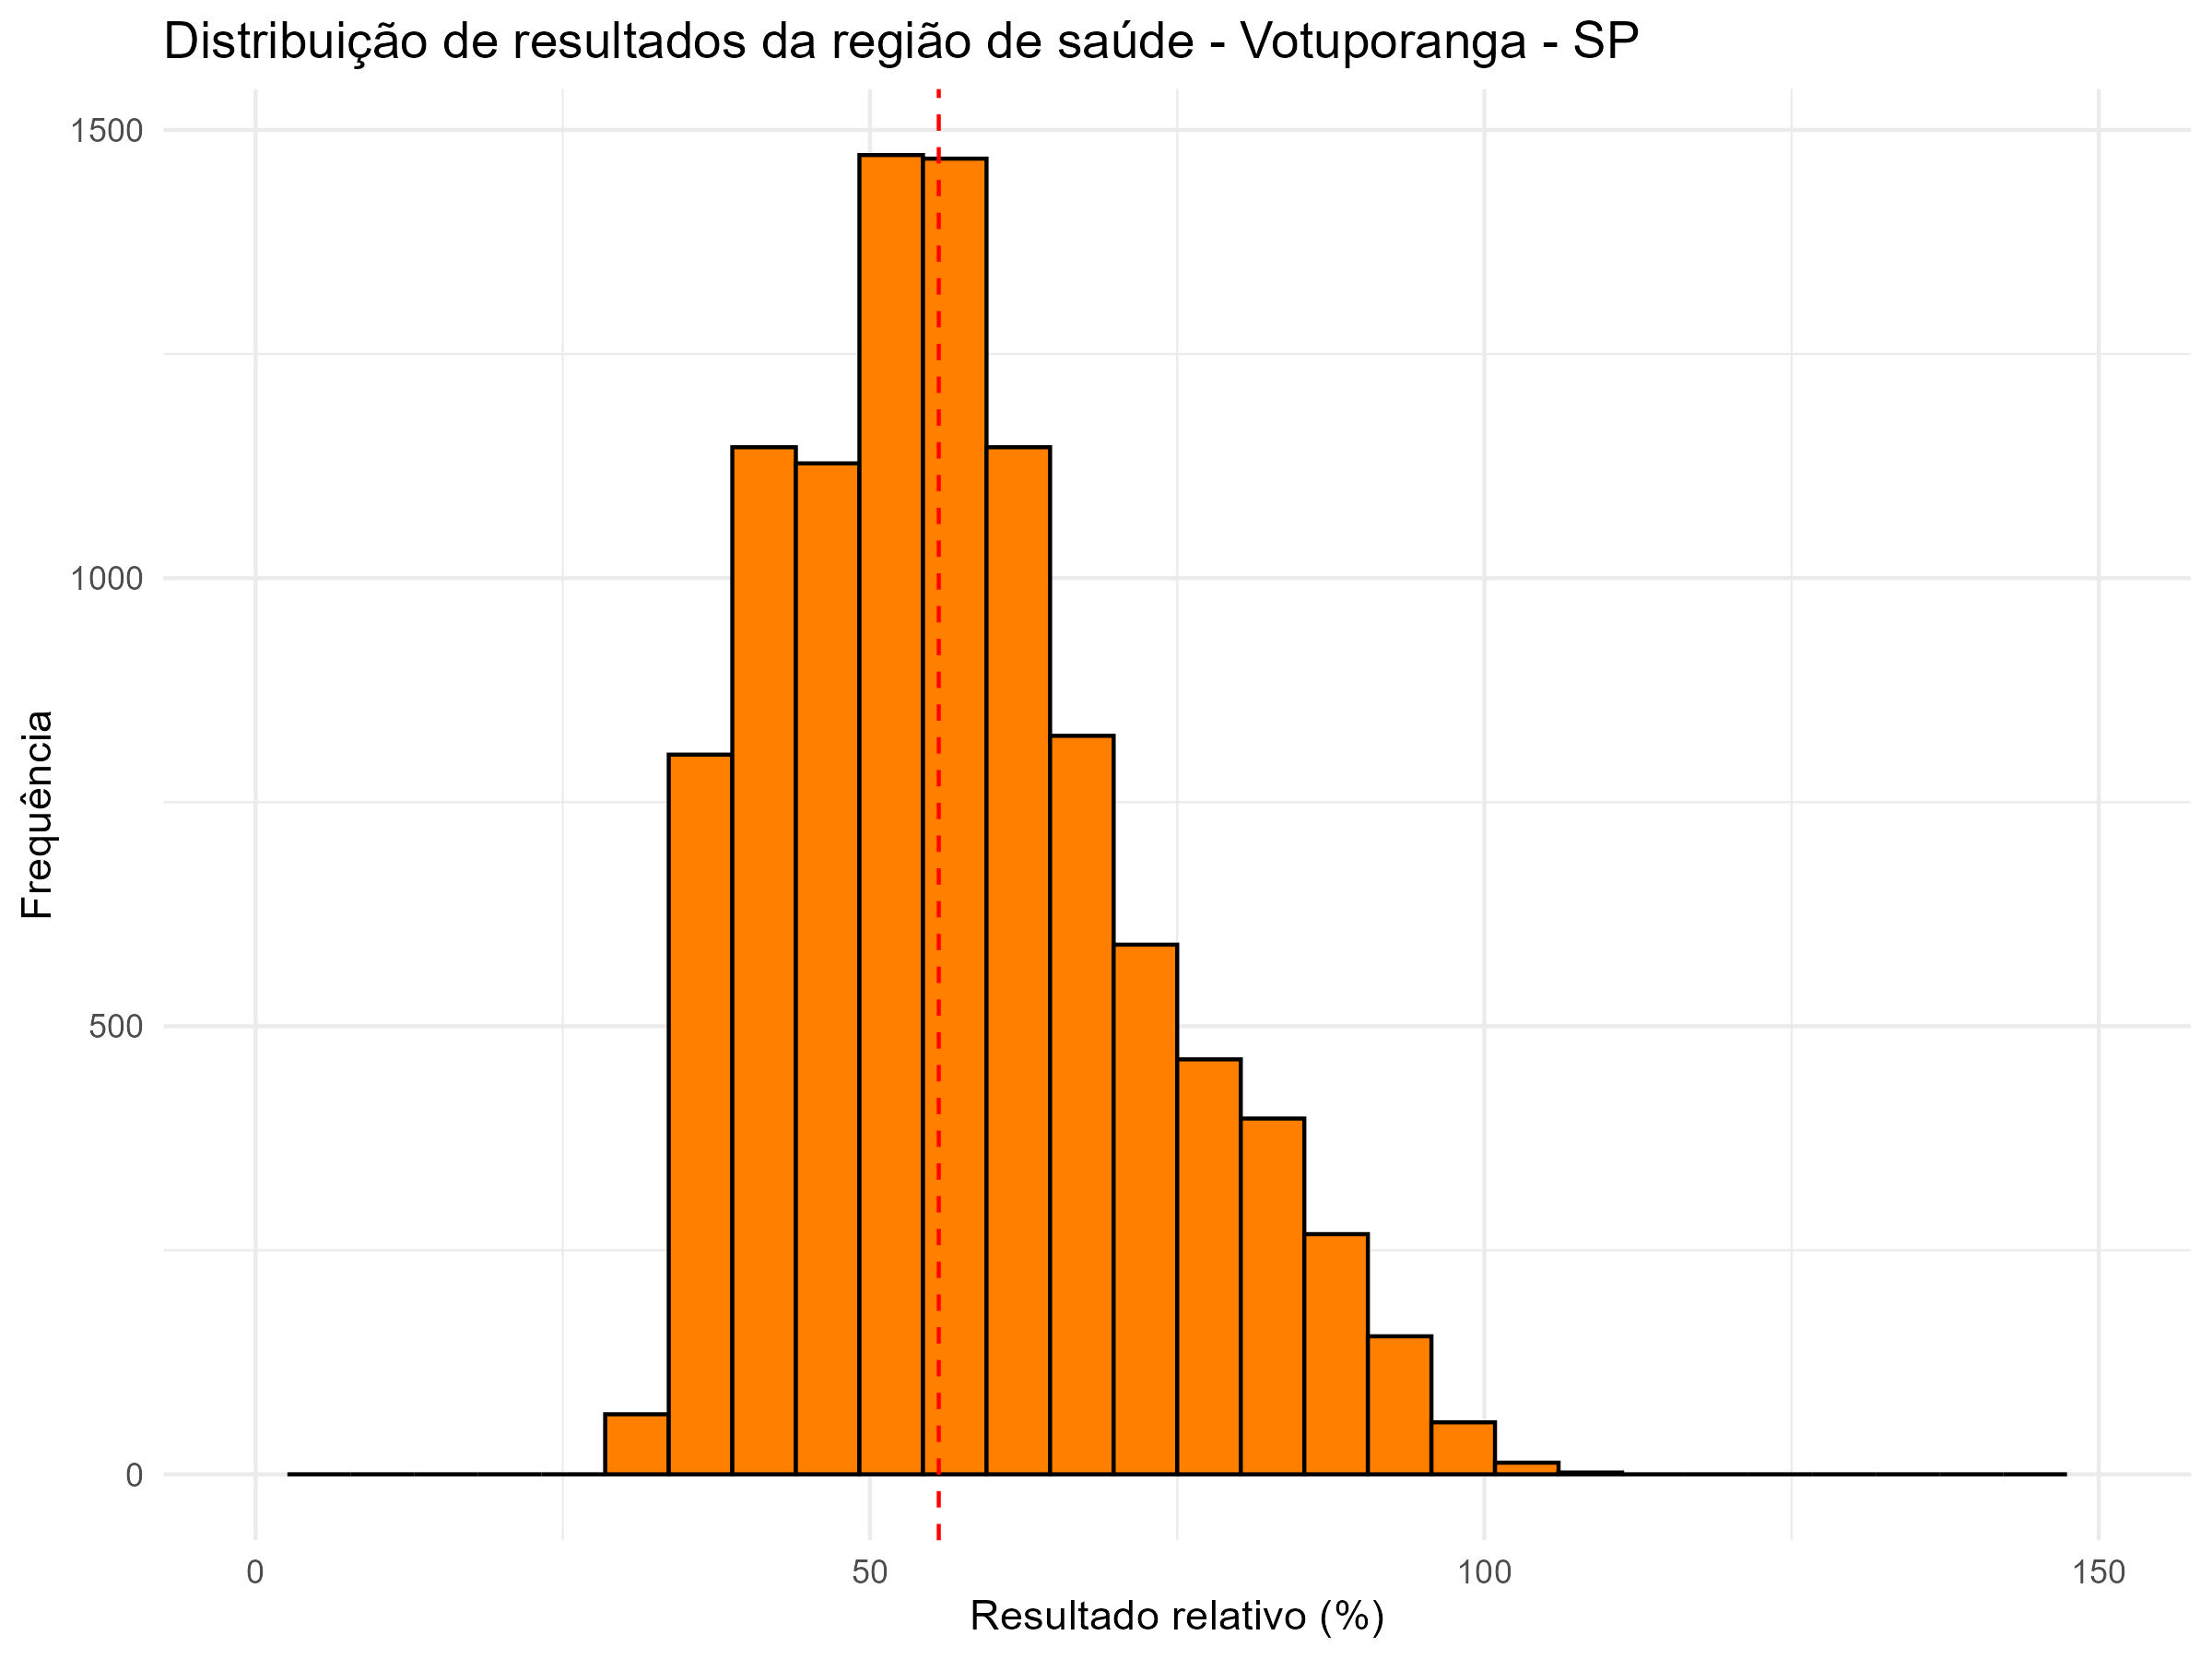 Distribuição de resultados da região de saúde - Votuporanga - SP
1500
1000
500
0
Frequência
0
50
100
150
Resultado relativo (%)